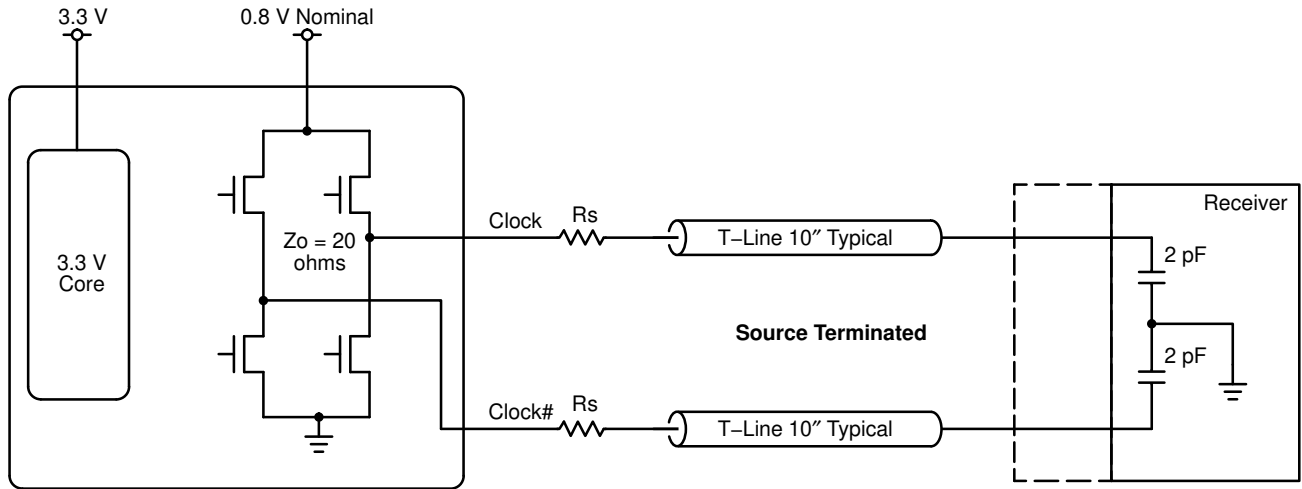 3.3 V
0.8 V Nominal
3.3 V
Core
Zo = 20
ohms
Clock
Rs
T−Line 10″ Typical
Receiver
2 pF
Source Terminated
2 pF
Clock#
Rs
T−Line 10″ Typical